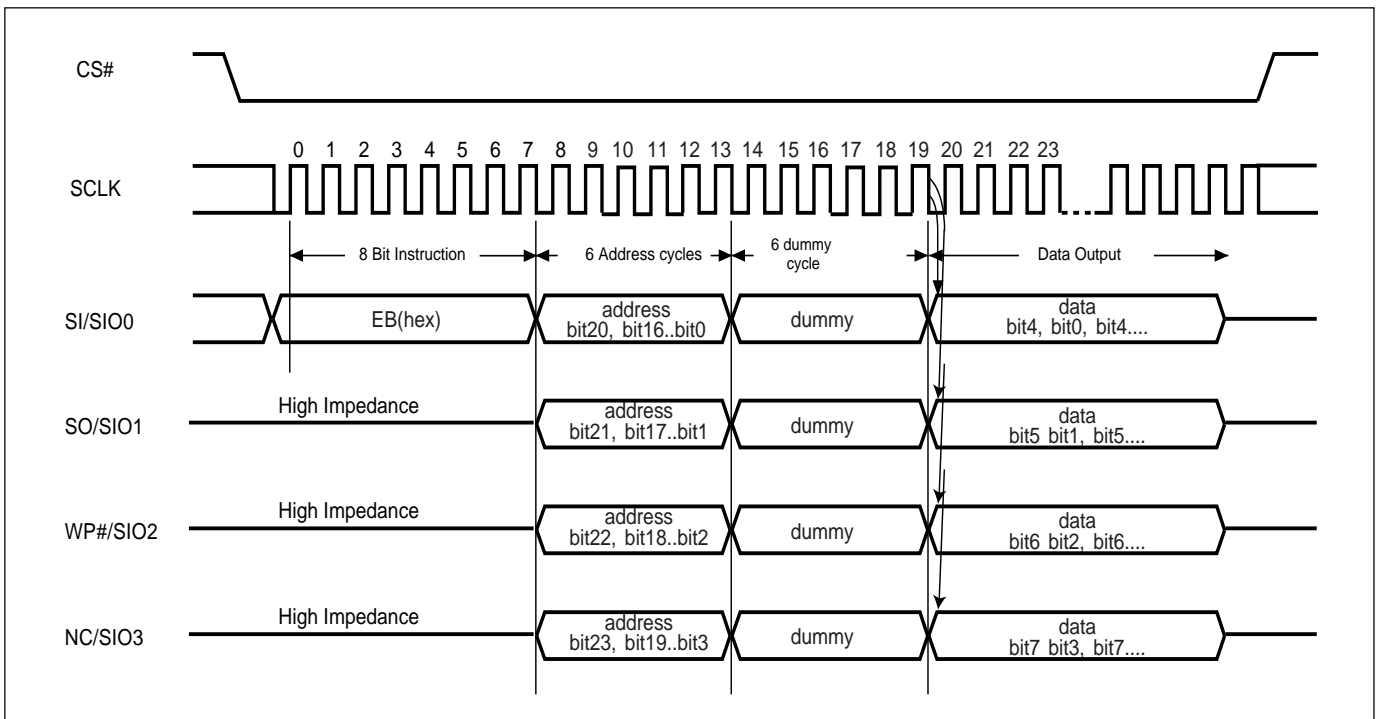 CS#
0 1 2 3 4 5 6 7 8 9 10 11 12 13 14 15 16 17 18 19 20 21 22 23
SCLK
8 Bit Instruction
6 Address cycles
6 dummy
cycle
Data Output
SI/SIO0
EB(hex)
address
bit20, bit16..bit0
dummy
data
bit4, bit0, bit4....
SO/SIO1
High Impedance
address
bit21, bit17..bit1
dummy
data
bit5 bit1, bit5....
WP#/SIO2
High Impedance
address
bit22, bit18..bit2
dummy
data
bit6 bit2, bit6....
NC/SIO3
High Impedance
address
bit23, bit19..bit3
dummy
data
bit7 bit3, bit7....